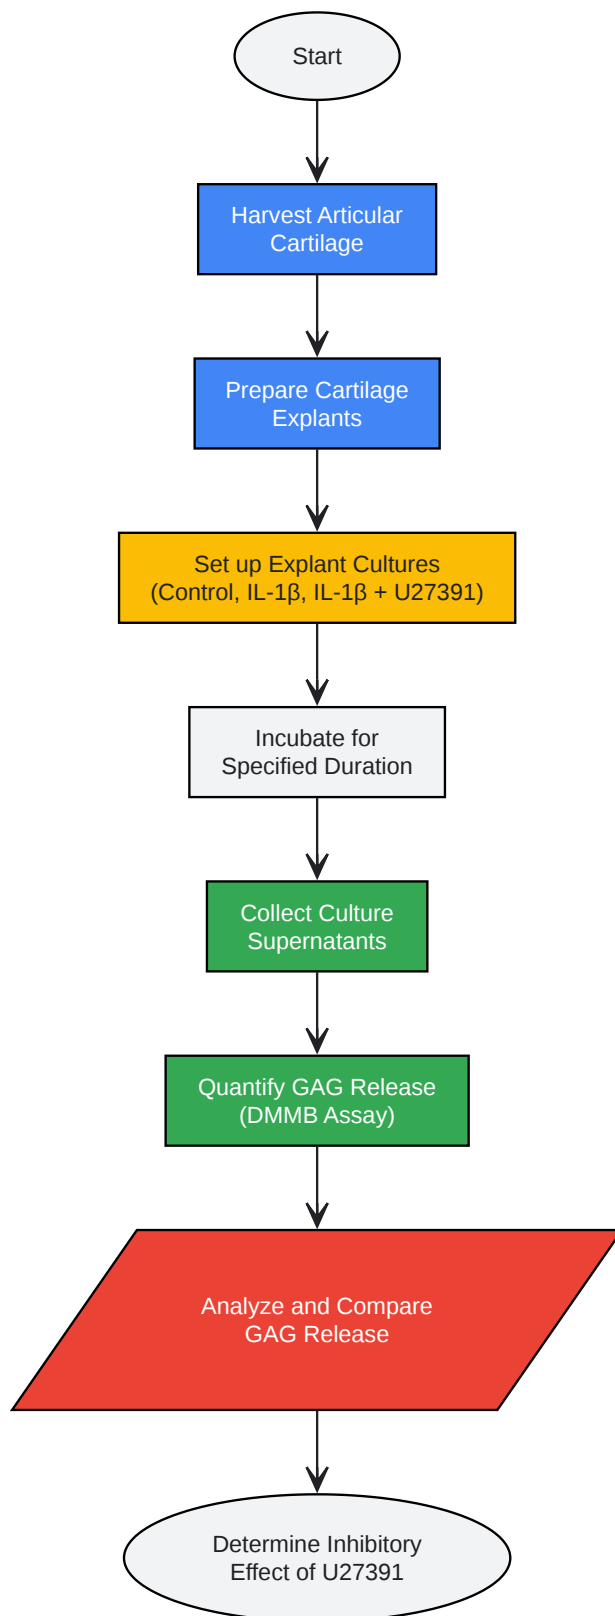 Start
Harvest Articular
Cartilage
Prepare Cartilage
Explants
Set up Explant Cultures
(Control, IL-1β, IL-1β + U27391)
Incubate for
Specified Duration
Collect Culture
Supernatants
Quantify GAG Release
(DMMB Assay)
Analyze and Compare
GAG Release
Determine Inhibitory
Effect of U27391